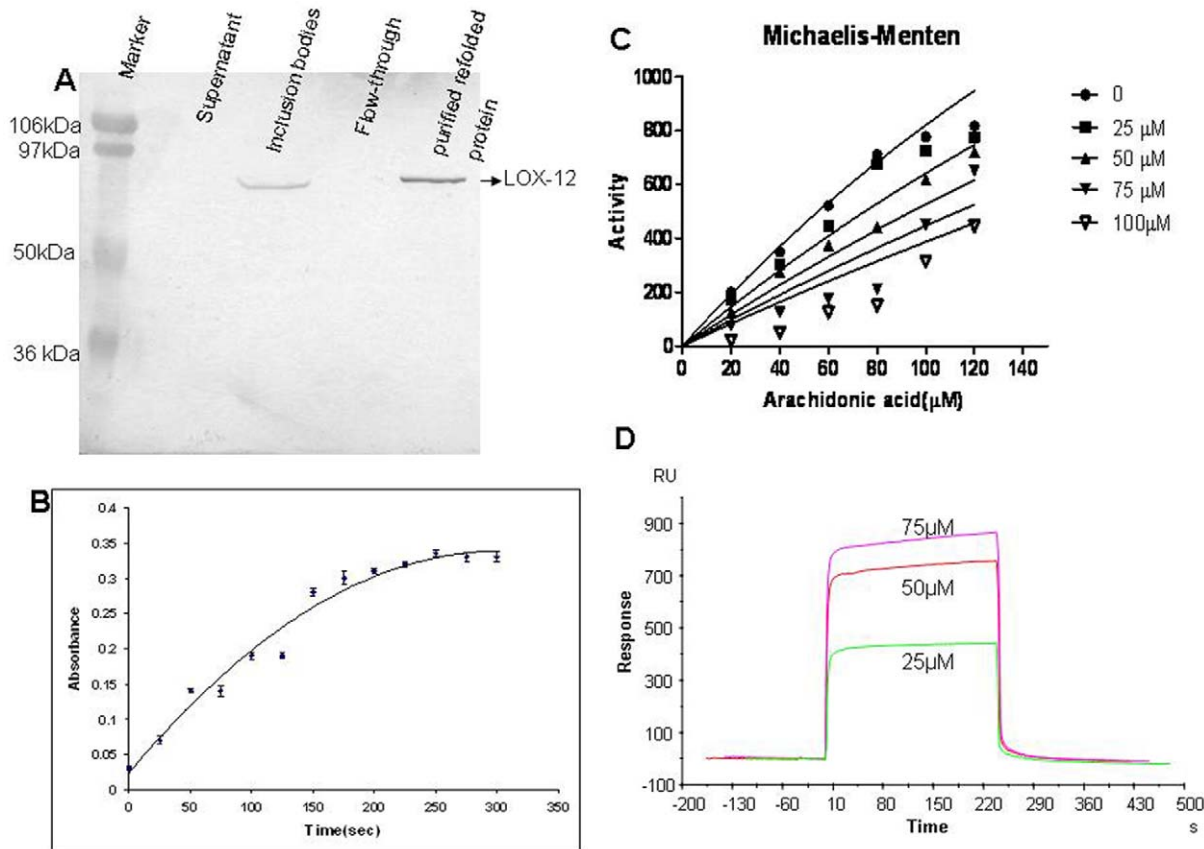 A
Marker
Supernatant
Inclusion bodies
Flow-through
purified refolded
protein
106kDa
97kDa
50kDa
36 kDa
LOX-12
B
0.4
0.35
0.3
0.25
0.2
0.15
0.1
0.05
0
Absorbance
0 50 100 150 200 250 300 350
Time(sec)
C
Michaelis-Menten
1000
800
600
400
200
0
Activity
0 20 40 60 80 100 120 140
Arachidonic acid(µM)
0
25 µM
50 µM
75 µM
100µM
D
RU
900
700
500
300
100
-100
Response
75µM
50µM
25µM
-200 -130 -60 10 80 150 220 290 360 430 500
Time
s